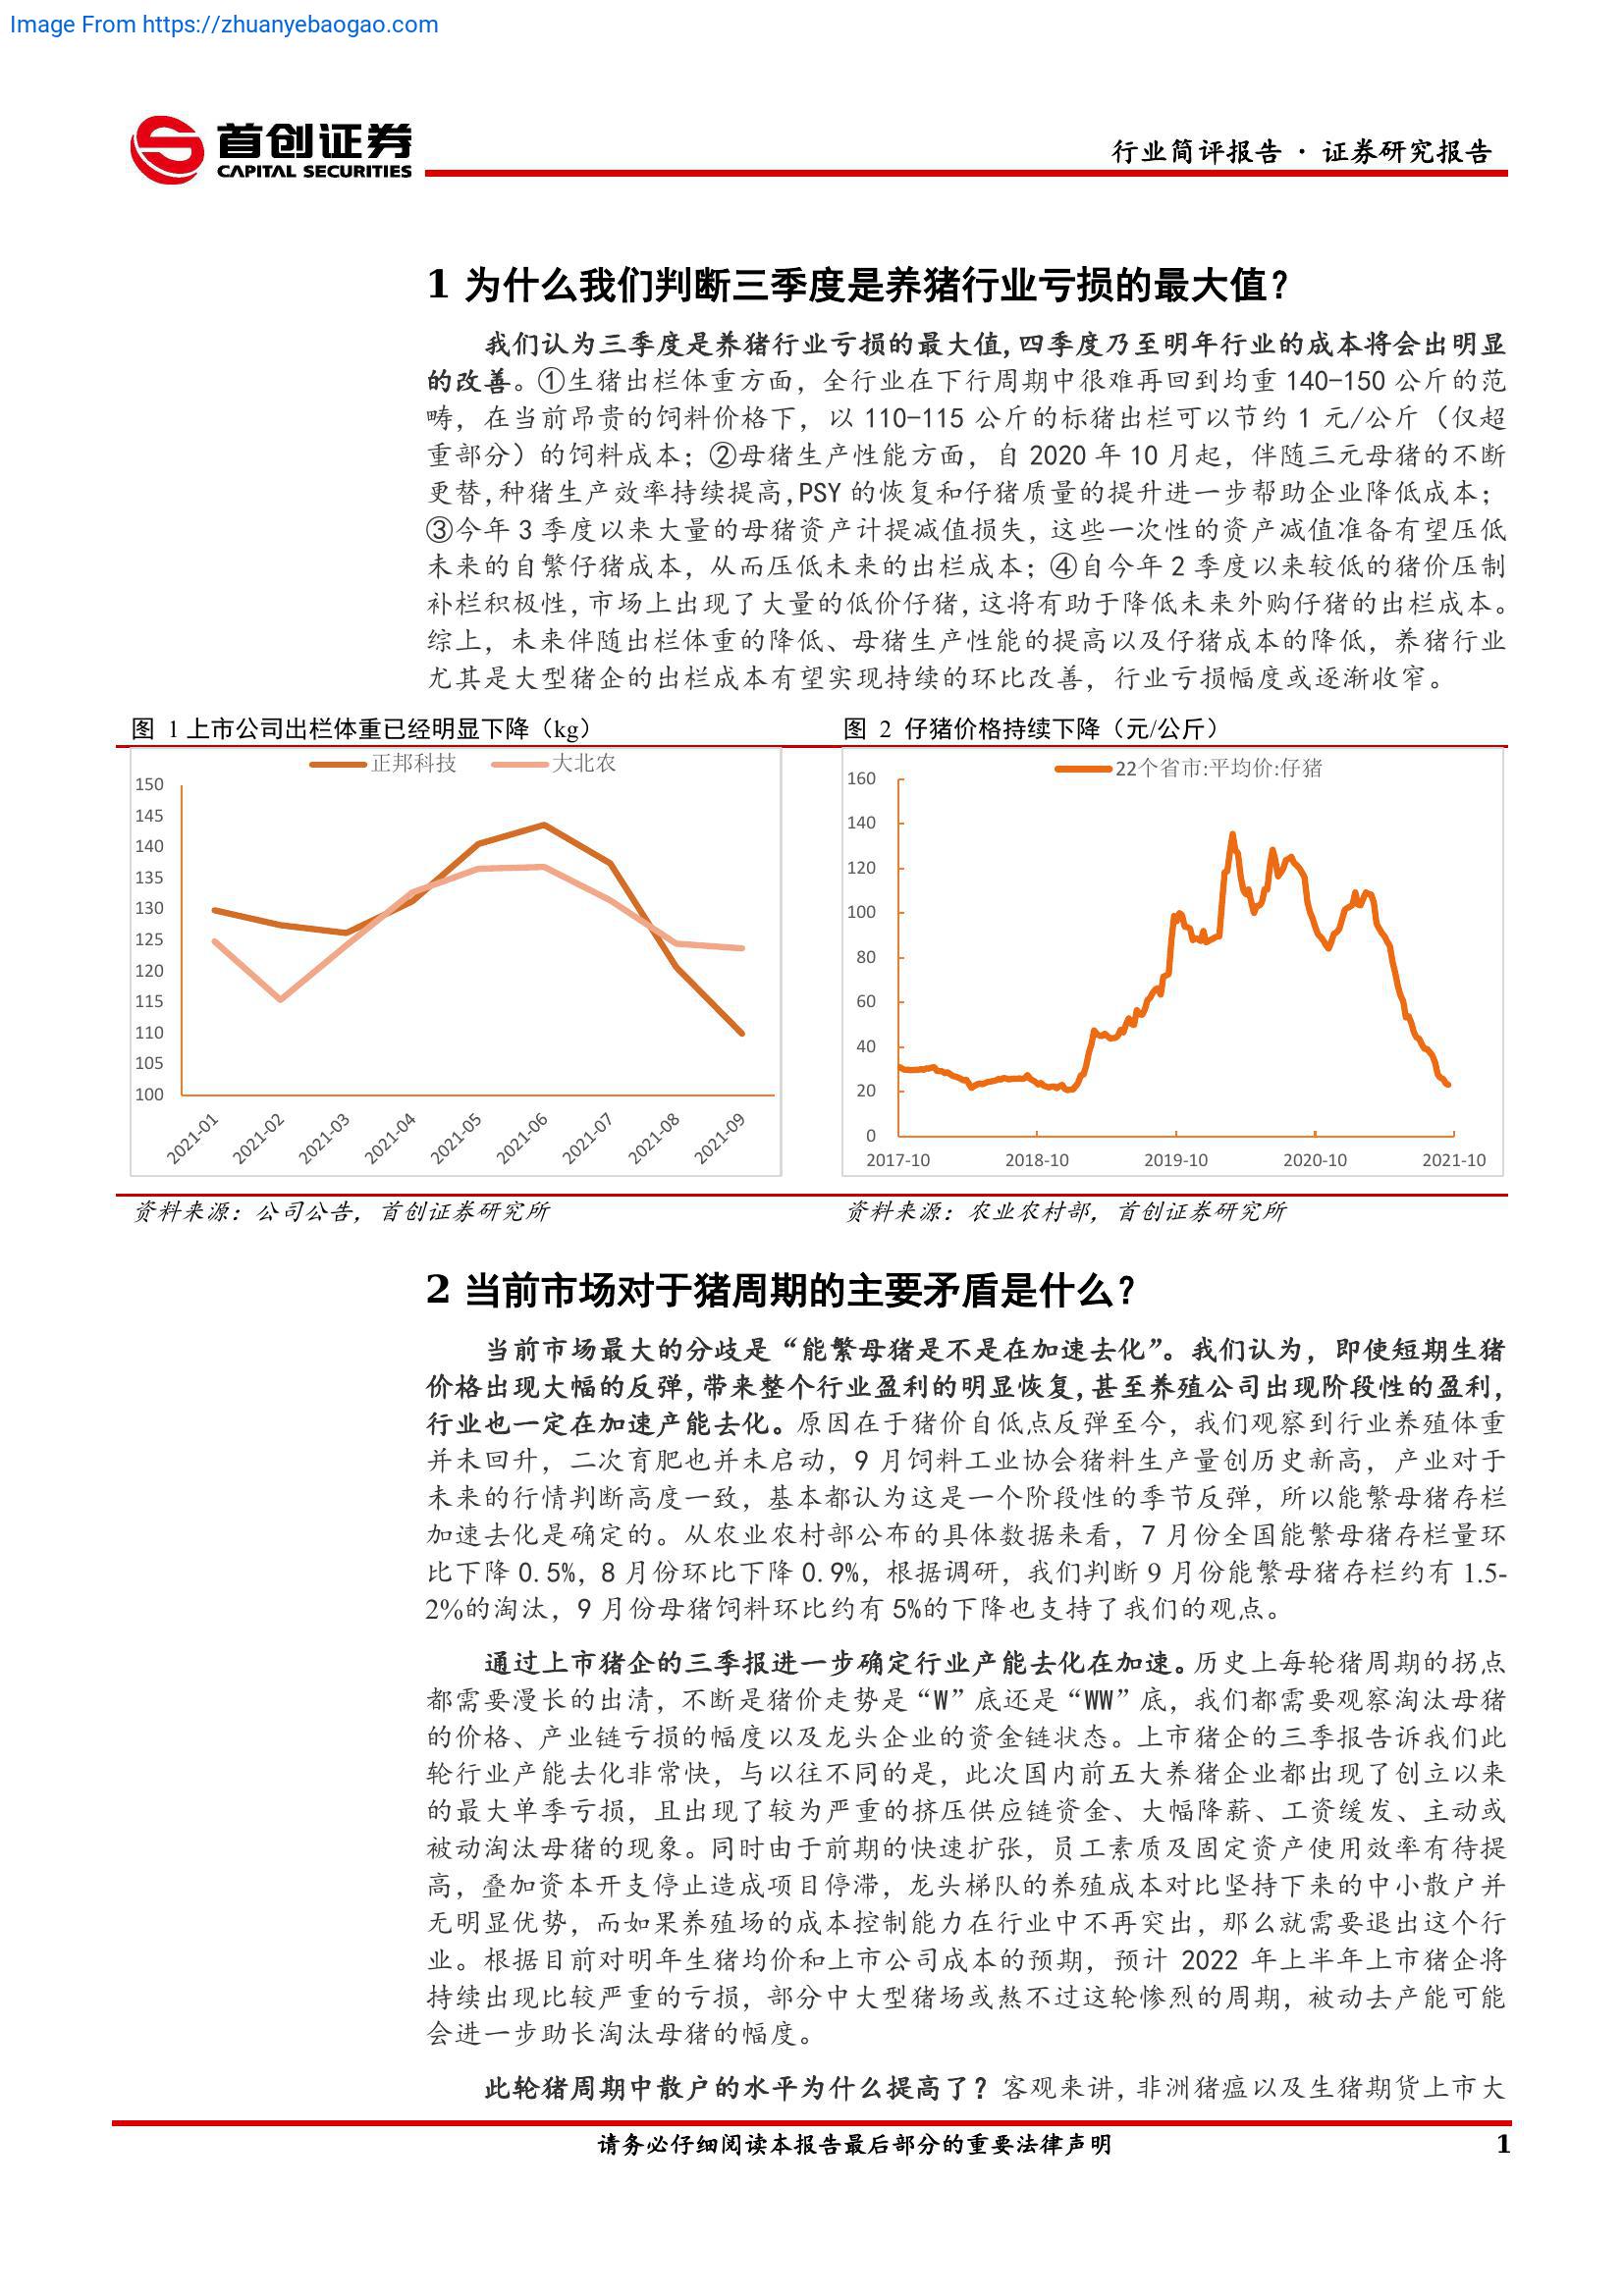 Image From https://zhuanyebaogao.com
首创证券
CAPITAL SECURITIES
行业简评报告 · 证券研究报告
1 为什么我们判断三季度是养猪行业亏损的最大值？
我们认为三季度是养猪行业亏损的最大值，四季度乃至明年行业的成本将会出明显
的改善。①生猪出栏体重方面，全行业在下行周期中很难再回到均重 140-150 公斤的范
畴，在当前昂贵的饲料价格下，以 110-115 公斤的标猪出栏可以节约 1 元/公斤（仅超
重部分）的饲料成本；②母猪生产性能方面，自 2020 年 10 月起，伴随三元母猪的不断
更替，种猪生产效率持续提高，PSY 的恢复和仔猪质量的提升进一步帮助企业降低成本；
③今年 3 季度以来大量的母猪资产计提减值损失，这些一次性的资产减值准备有望压低
未来的自繁仔猪成本，从而压低未来的出栏成本；④自今年 2 季度以来较低的猪价压制
补栏积极性，市场上出现了大量的低价仔猪，这将有助于降低未来外购仔猪的出栏成本。
综上，未来伴随出栏体重的降低、母猪生产性能的提高以及仔猪成本的降低，养猪行业
尤其是大型猪企的出栏成本有望实现持续的环比改善，行业亏损幅度或逐渐收窄。
图 1 上市公司出栏体重已经明显下降（kg）
正邦科技 大北农
150
145
140
135
130
125
120
115
110
105
100
2021-01 2021-02 2021-03 2021-04 2021-05 2021-06 2021-07 2021-08 2021-09
资料来源：公司公告，首创证券研究所
图 2 仔猪价格持续下降（元/公斤）
22个省市:平均价:仔猪
160
140
120
100
80
60
40
20
0
2017-10 2018-10 2019-10 2020-10 2021-10
资料来源：农业农村部，首创证券研究所
2 当前市场对于猪周期的主要矛盾是什么？
当前市场最大的分歧是“能繁母猪是不是在加速去化”。我们认为，即使短期生猪
价格出现大幅的反弹，带来整个行业盈利的明显恢复，甚至养殖公司出现阶段性的盈利，
行业也一定在加速产能去化。原因在于猪价自低点反弹至今，我们观察到行业养殖体重
并未回升，二次育肥也并未启动，9 月饲料工业协会猪料生产量创历史新高，产业对于
未来的行情判断高度一致，基本都认为这是一个阶段性的季节反弹，所以能繁母猪存栏
加速去化是确定的。从农业农村部公布的具体数据来看，7 月份全国能繁母猪存栏量环
比下降 0.5%，8 月份环比下降 0.9%，根据调研，我们判断 9 月份能繁母猪存栏约有 1.5-
2%的淘汰，9 月份母猪饲料环比约有 5%的下降也支持了我们的观点。
通过上市猪企的三季报进一步确定行业产能去化在加速。历史上每轮猪周期的拐点
都需要漫长的出清，不断是猪价走势是“W”底还是“WW”底，我们都需要观察淘汰母猪
的价格、产业链亏损的幅度以及龙头企业的资金链状态。上市猪企的三季报告诉我们此
轮行业产能去化非常快，与以往不同的是，此次国内前五大养猪企业都出现了创立以来
的最大单季亏损，且出现了较为严重的挤压供应链资金、大幅降薪、工资缓发、主动或
被动淘汰母猪的现象。同时由于前期的快速扩张，员工素质及固定资产使用效率有待提
高，叠加资本开支停止造成项目停滞，龙头梯队的养殖成本对比坚持下来的中小散户并
无明显优势，而如果养殖场的成本控制能力在行业中不再突出，那么就需要退出这个行
业。根据目前对明年生猪均价和上市公司成本的预期，预计 2022 年上半年上市猪企将
持续出现比较严重的亏损，部分中大型猪场或熬不过这轮惨烈的周期，被动去产能可能
会进一步助长淘汰母猪的幅度。
此轮猪周期中散户的水平为什么提高了？客观来讲，非洲猪瘟以及生猪期货上市大
请务必仔细阅读本报告最后部分的重要法律声明
1